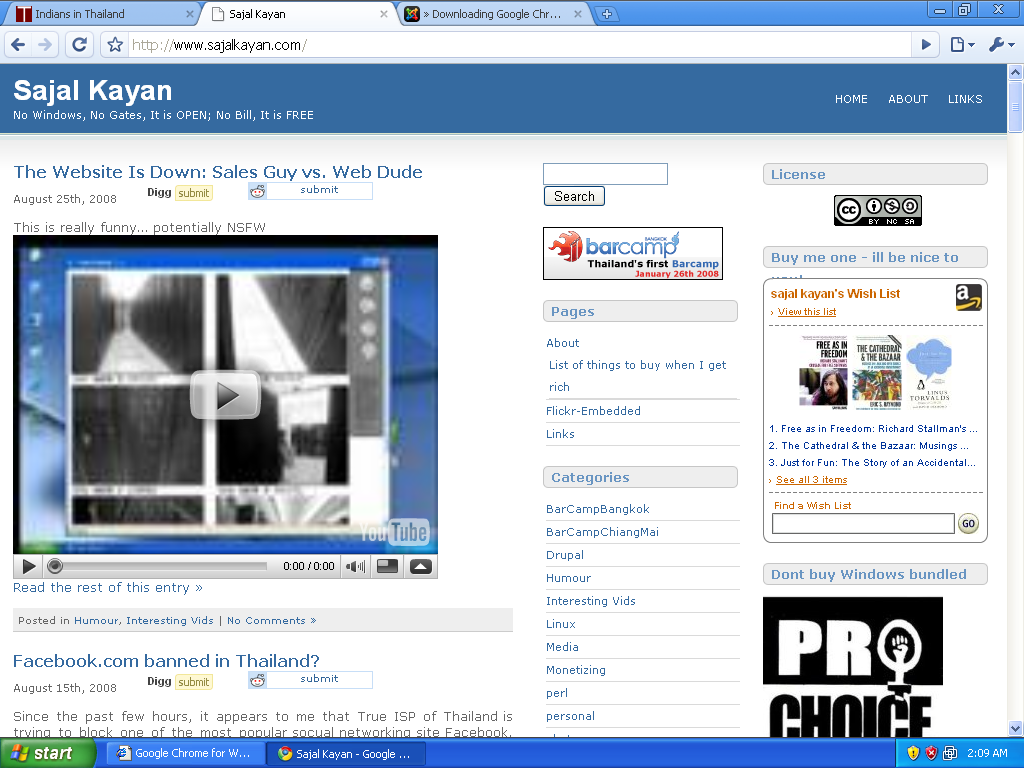 Indians in Thailand
Sajal Kayan
» Downloading Google Chr...
http://www.sajalkayan.com/
Sajal Kayan
No Windows, No Gates, It is OPEN; No Bill, It is FREE
HOME ABOUT LINKS
The Website Is Down: Sales Guy vs. Web Dude
August 25th, 2008
Digg submit
submit
This is really funny... potentially NSFW
YouTube
0:00 / 0:00
Read the rest of this entry »
Posted in Humour, Interesting Vids | No Comments »
Facebook.com banned in Thailand?
August 15th, 2008
Digg submit
submit
Since the past few hours, it appears to me that True ISP of Thailand is
trying to block one of the most popular socual networking site Facebook.
Search
BANGKOK
barcamp
Thailand's first Barcamp
January 26th 2008
Pages
About
List of things to buy when I get
rich
Flickr-Embedded
Links
Categories
BarCampBangkok
BarCampChiangMai
Drupal
Humour
Interesting Vids
Linux
Media
Monetizing
perl
personal
License
cc
BY NC SA
Buy me one - ill be nice to
sajal kayan's Wish List
a
› View this list
FREE AS IN
FREEDOM
THE CATHEDRAL
& THE BAZAAR
ERIC S. RAYMOND
LINUS
TORVALDS
1. Free as in Freedom: Richard Stallman's ...
2. The Cathedral & the Bazaar: Musings ...
3. Just for Fun: The Story of an Accidental...
› See all 3 items
Find a Wish List
GO
Dont buy Windows bundled
PRO
CHOICE
start
Google Chrome for W...
Sajal Kayan - Google ...
2:09 AM